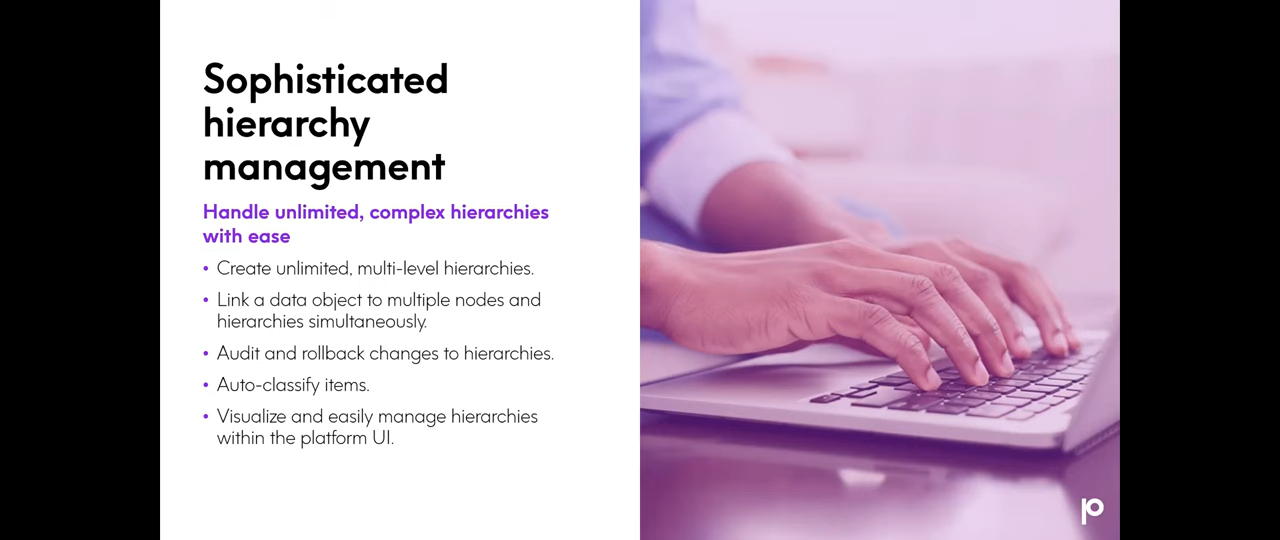 Sophisticated
hierarchy
management
Handle unlimited, complex hierarchies
with ease
• Create unlimited, multi-level hierarchies.
• Link a data object to multiple nodes and
hierarchies simultaneously.
• Audit and rollback changes to hierarchies.
• Auto-classify items.
• Visualize and easily manage hierarchies
within the platform UI.
p